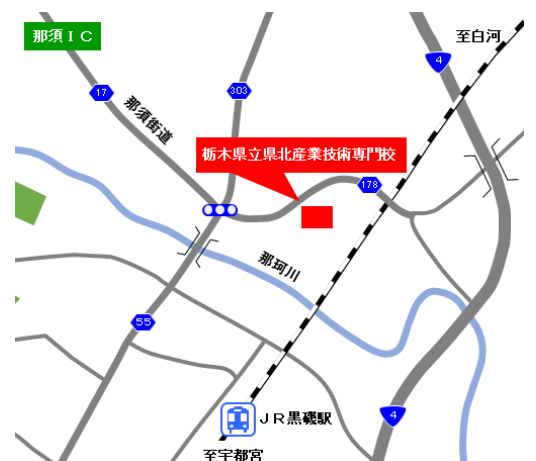 那須ＩＣ
至白河
4
17
303
那須街道
栃木県立県北産業技術専門校
178
那珂川
55
4
ＪＲ黒磯駅
至宇都宮